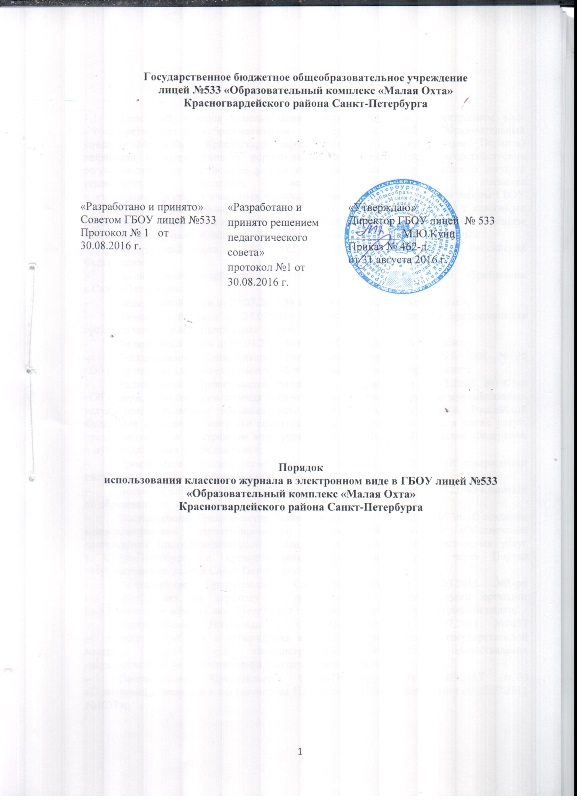 Государственное бюджетное общеобразовательное учреждение
лицей №533 «Образовательный комплекс «Малая Охта»
Красногвардейского района Санкт-Петербурга
«Разработано и принято»
Советом ГБОУ лицей №533
Протокол № 1 от
30.08.2016 г.
«Разработано и
принято решением
педагогического
совета»
протокол №1 от
30.08.2016 г.
«Утверждаю»
Директор ГБОУ лицей № 533
М.Ю.Куни
Приказ № 462-д
от 31 августа 2016 г.
Порядок
использования классного журнала в электронном виде в ГБОУ лицей №533
«Образовательный комплекс «Малая Охта»
Красногвардейского района Санкт-Петербурга
1